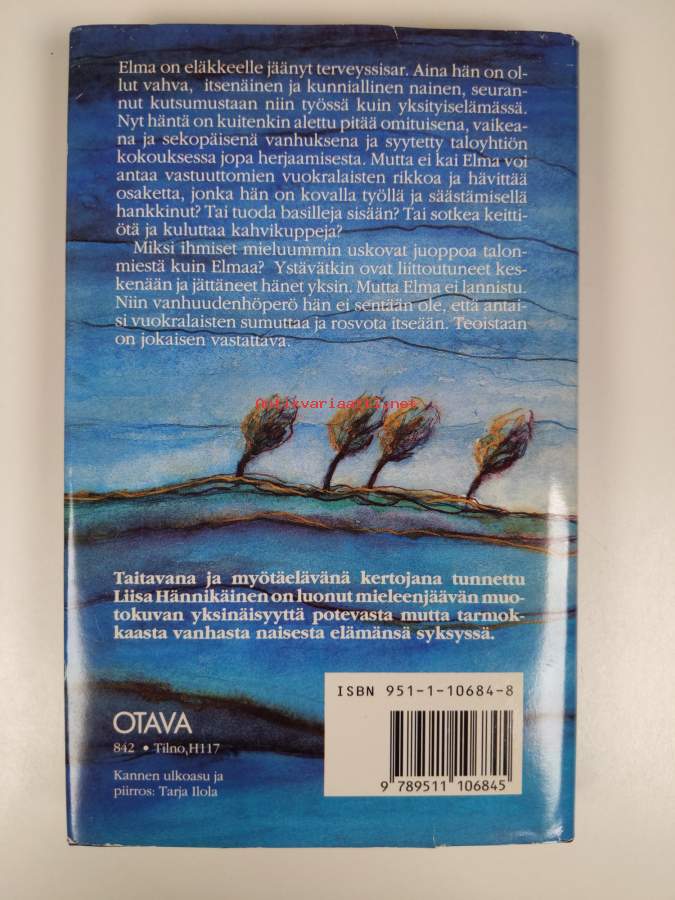 Elma on eläkkeelle jäänyt terveyssisar. Aina hän on ol-
lut vahva, itsenäinen ja kunniallinen nainen, seuran-
nut kutsumustaan niin työssä kuin yksityiselämässä.
Nyt häntä on kuitenkin alettu pitää omituisena, vaike-
ana ja sekopäisenä vanhuksena ja syytetty taloyhtiön
kokouksessa jopa herjaamisesta. Mutta ei kai Elma voi
antaa vastuuttomien vuokralaisten rikkoa ja hävittää
osaketta, jonka hän on kovalla työllä ja säästämisellä
hankkinut? Tai tuoda basilleja sisään? Tai sotkea keitti-
ötä ja kuluttaa kahvikuppeja?
Miksi ihmiset mieluummin uskovat juoppoa talon-
miestä kuin Elmaa? Ystävätkin ovat liittoutuneet kes-
kenään ja jättäneet hänet yksin. Mutta Elma ei lannistu.
Niin vanhuudenhöperö hän ei sentään ole, että antai-
si vuokralaisten sumuttaa ja rosvota itseään. Teoistaan
on jokaisen vastattava.
Antikvariaatti.net
Taitavana ja myötäelävänä kertojana tunnettu
Liisa Hännikäinen on luonut mieleenjäävän muo-
tokuvan yksinäisyyttä potevasta mutta tarmok-
kaasta vanhasta naisesta elämänsä syksyssä.
ISBN 951-1-10684-8
OTAVA
842 • Tilno H117
Kannen ulkoasu ja
piirros: Tarja Ilola
9 789511 106845